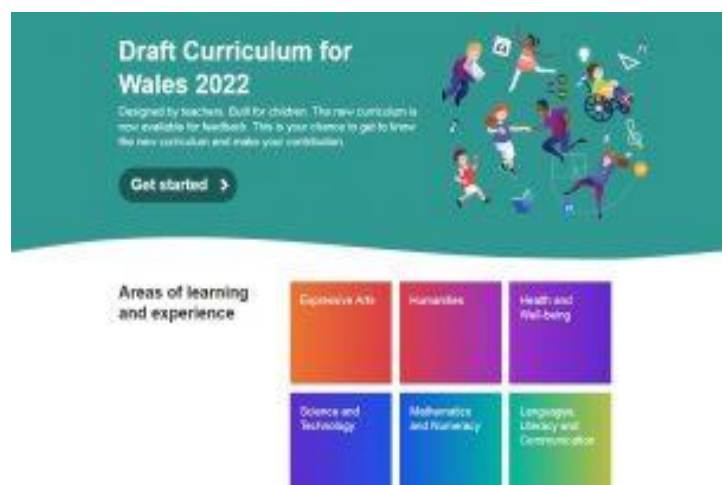 Draft Curriculum for
Wales 2022
Designed by teachers. Built for children. The new curriculum is
now available for feedback. This is your chance to get to know
the new curriculum and make your contribution.
Get started
Areas of learning
and experience
Expressive Arts
Humanities
Health and
Well-being
Science and
Technology
Mathematics
and Numeracy
Languages,
Literacy and
Communication